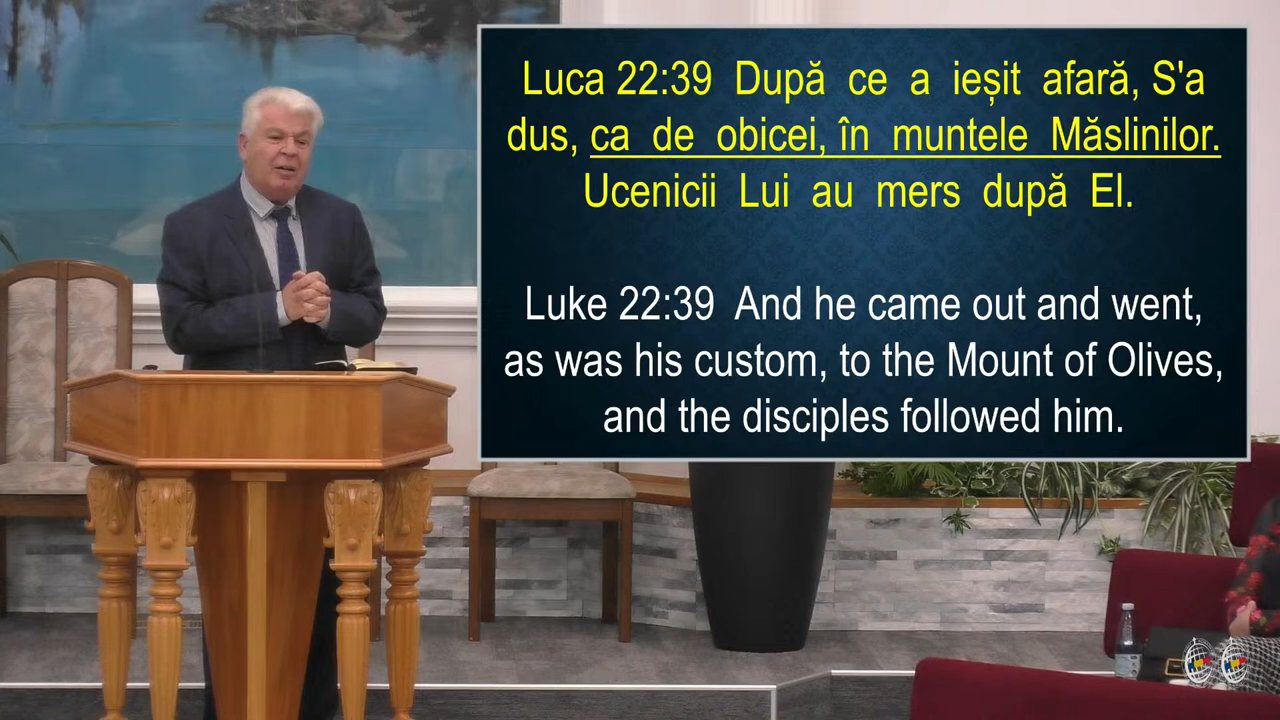 Luca 22:39 După ce a ieșit afară, S'a
dus, ca de obicei, în muntele Măslinilor.
Ucenicii Lui au mers după El.
Luke 22:39 And he came out and went,
as was his custom, to the Mount of Olives,
and the disciples followed him.